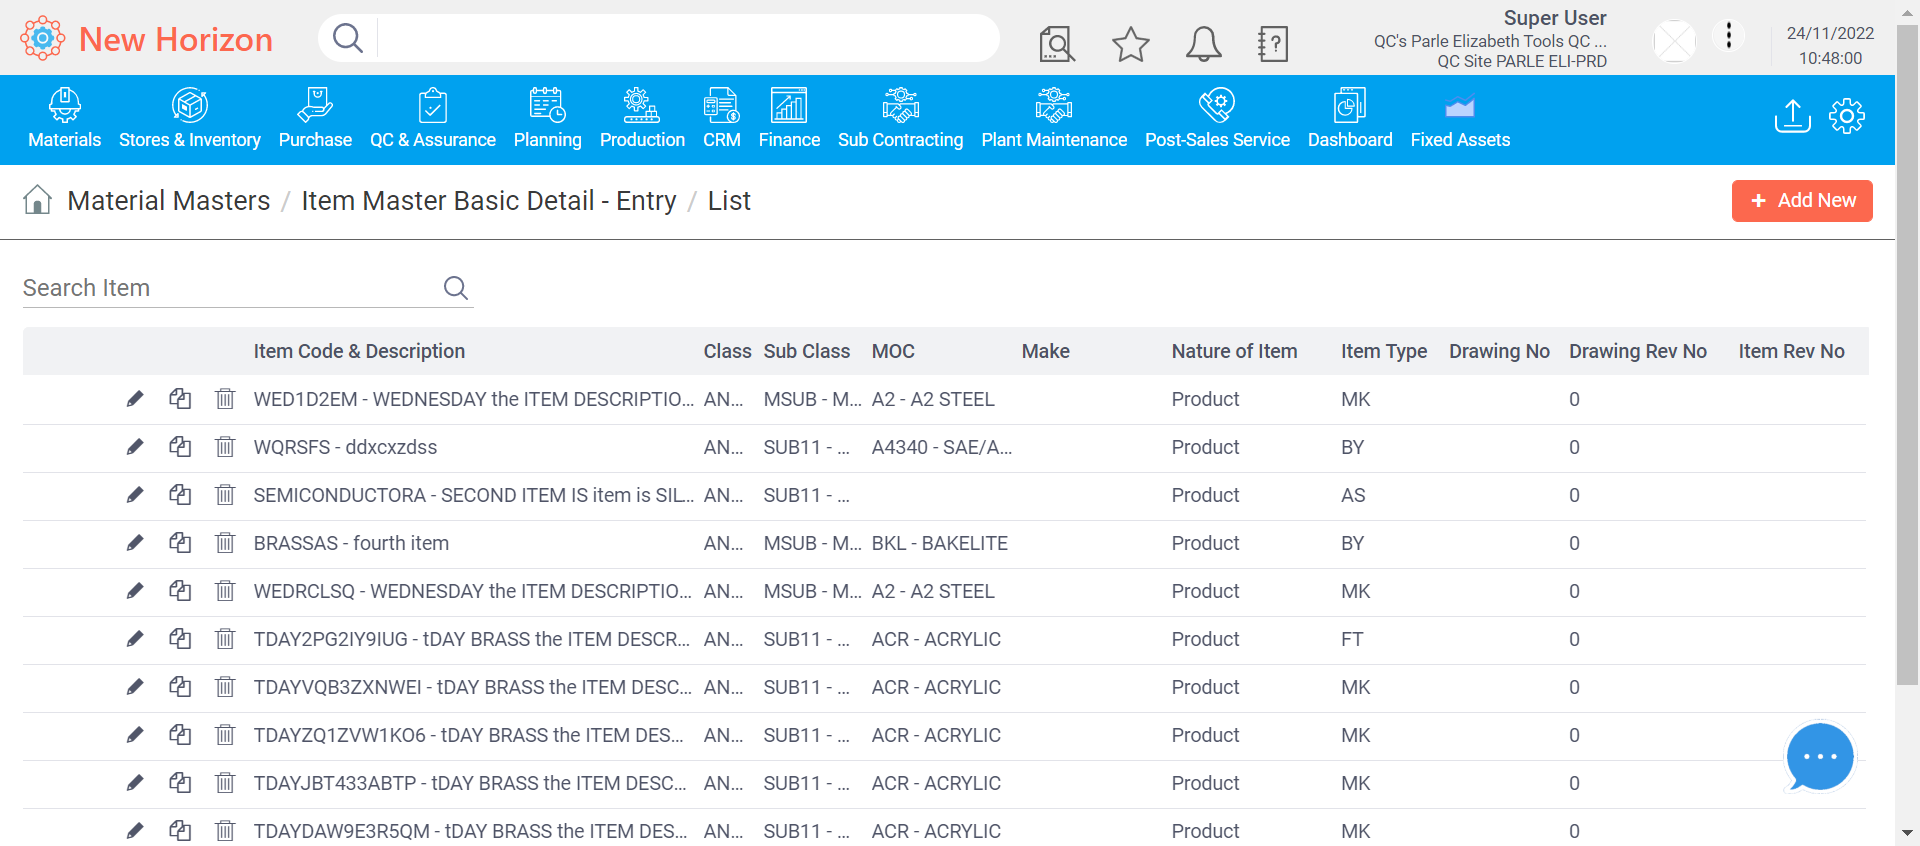 New Horizon
Super User
QC's Parle Elizabeth Tools QC ...
QC Site PARLE ELI-PRD
24/11/2022
10:48:00
Materials
Stores & Inventory
Purchase
QC & Assurance
Planning
Production
CRM
Finance
Sub Contracting
Plant Maintenance
Post-Sales Service
Dashboard
Fixed Assets
Material Masters / Item Master Basic Detail - Entry / List
+ Add New
Search Item
Item Code & Description Class Sub Class MOC Make Nature of Item Item Type Drawing No Drawing Rev No Item Rev No
WED1D2EM - WEDNESDAY the ITEM DESCRIPTIO... AN... MSUB - M... A2 - A2 STEEL Product MK 0
WQRSFS - ddxcxzdss AN... SUB11 - ... A4340 - SAE/A... Product BY 0
SEMICONDUCTORA - SECOND ITEM IS item is SIL... AN... SUB11 - ... Product AS 0
BRASSAS - fourth item AN... MSUB - M... BKL - BAKELITE Product BY 0
WEDRCLSQ - WEDNESDAY the ITEM DESCRIPTIO... AN... MSUB - M... A2 - A2 STEEL Product MK 0
TDAY2PG2IY9IUG - tDAY BRASS the ITEM DESCR... AN... SUB11 - ... ACR - ACRYLIC Product FT 0
TDAYVQB3ZXNWEI - tDAY BRASS the ITEM DESC... AN... SUB11 - ... ACR - ACRYLIC Product MK 0
TDAYZQ1ZVW1KO6 - tDAY BRASS the ITEM DES... AN... SUB11 - ... ACR - ACRYLIC Product MK 0
TDAYJBT433ABTP - tDAY BRASS the ITEM DESC... AN... SUB11 - ... ACR - ACRYLIC Product MK 0
TDAYDAW9E3R5QM - tDAY BRASS the ITEM DES... AN... SUB11 - ... ACR - ACRYLIC Product MK 0